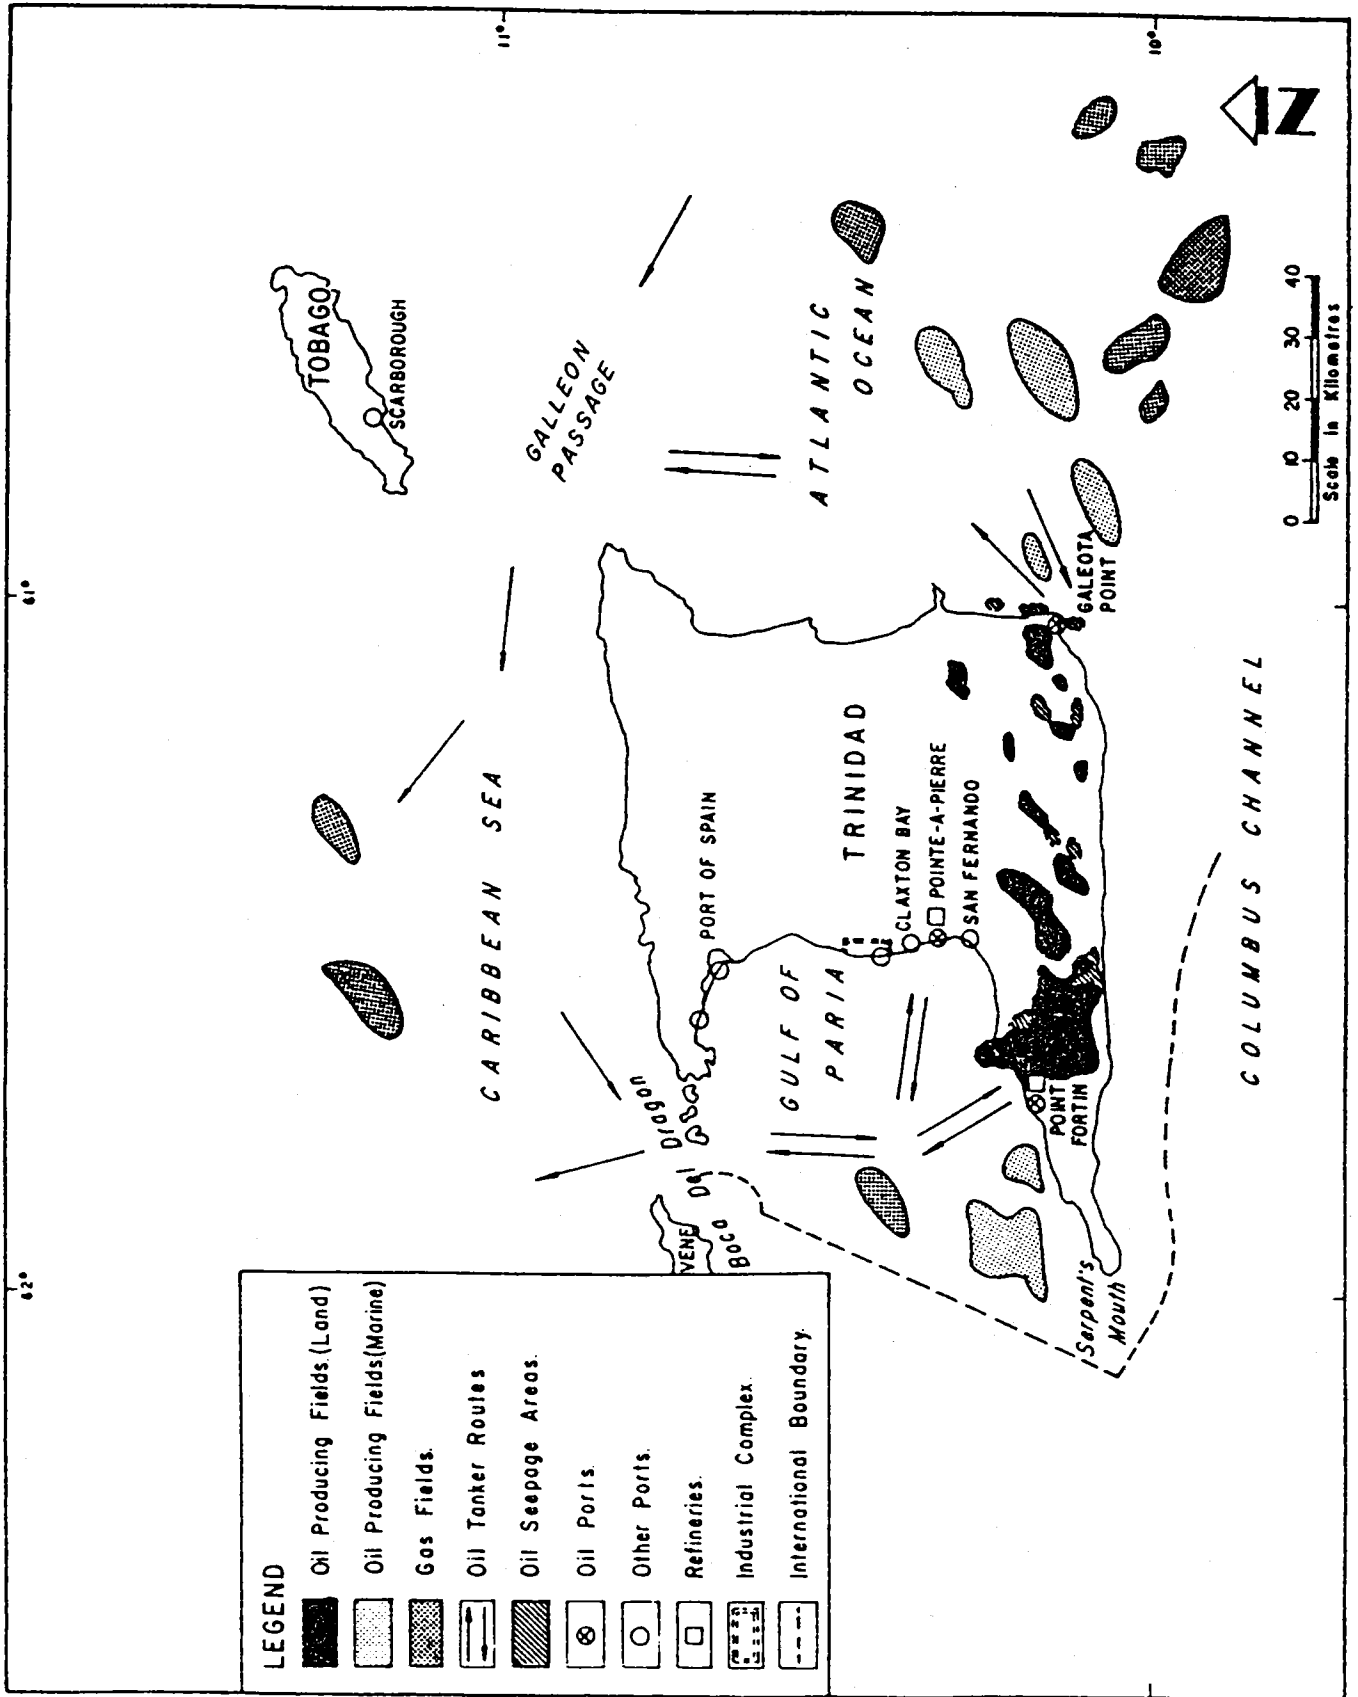 62°
61°
11°
10°
TOBAGO
SCARBOROUGH
GALLEON
PASSAGE
CARIBBEAN SEA
ATLANTIC
OCEAN
VENE
Boca Del Dragon
PORT OF SPAIN
GULF OF
PARIA
TRINIDAD
CLAXTON BAY
POINTE-A-PIERRE
SAN FERNANDO
POINT
FORTIN
GALEOTA
POINT
Serpent's
Mouth
COLUMBUS CHANNEL
N
0 10 20 30 40
Scale in Kilometres
LEGEND
Oil Producing Fields.(Land)
Oil Producing Fields(Marine)
Gas Fields.
Oil Tanker Routes
Oil Seepage Areas.
Oil Ports.
Other Ports.
Refineries.
Industrial Complex.
International Boundary.